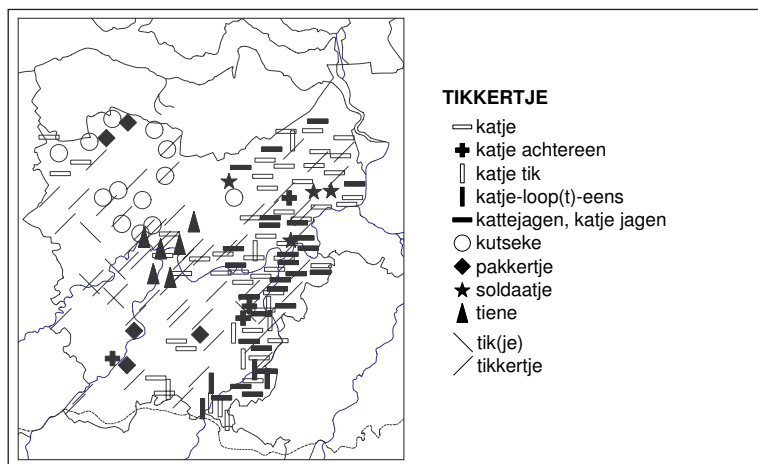 TIKKERTJE
katje
katje achtereen
katje tik
katje-loop(t)-eens
kattejagen, katje jagen
kutseke
pakkertje
soldaatje
tiene
tik(je)
tikkertje